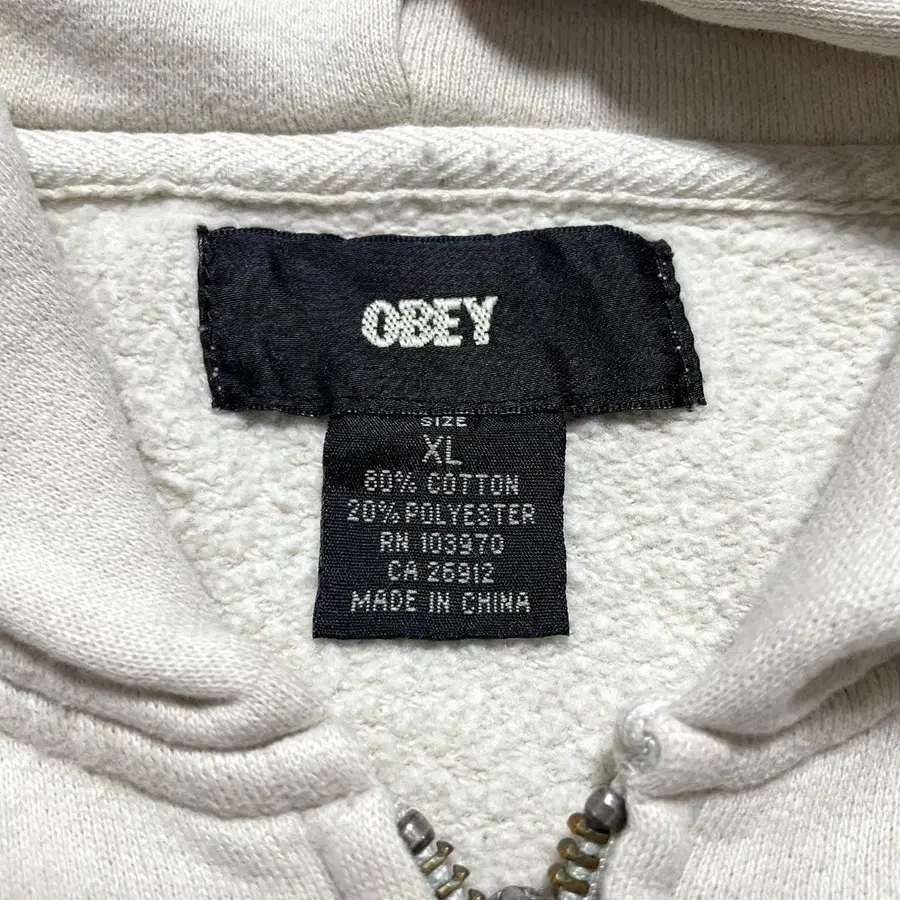 OBEY
SIZE
XL
80% COTTON
20% POLYESTER
RN 103970
CA 26912
MADE IN CHINA